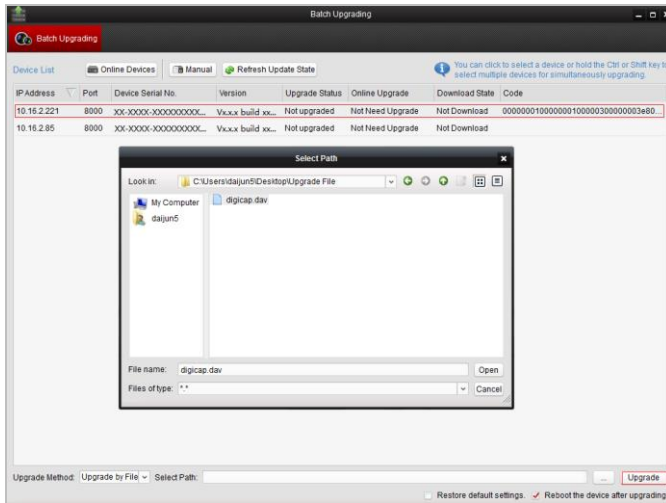 Batch Upgrading
Batch Upgrading
Device List Online Devices Manual Refresh Update State You can click to select a device or hold the Ctrl or Shift key to
select multiple devices for simultaneously upgrading.
IP Address Port Device Serial No. Version Upgrade Status Online Upgrade Download State Code
10.16.2.221 8000 XX-XXXX-XXXXXXXXX... Vx.x.x build xx... Not upgraded Not Need Upgrade Not Download
10.16.2.85 8000 XX-XXXX-XXXXXXXXX... Vx.x.x build xx... Not upgraded Not Need Upgrade Not Download
Select Path
Look in: C:\Users\daijun5\Desktop\Upgrade File
My Computer digicap.dav
daijun5
File name: digicap.dav Open
Files of type: *.* Cancel
Upgrade Method: Upgrade by File Select Path: ... Upgrade
Restore default settings. Reboot the device after upgrading